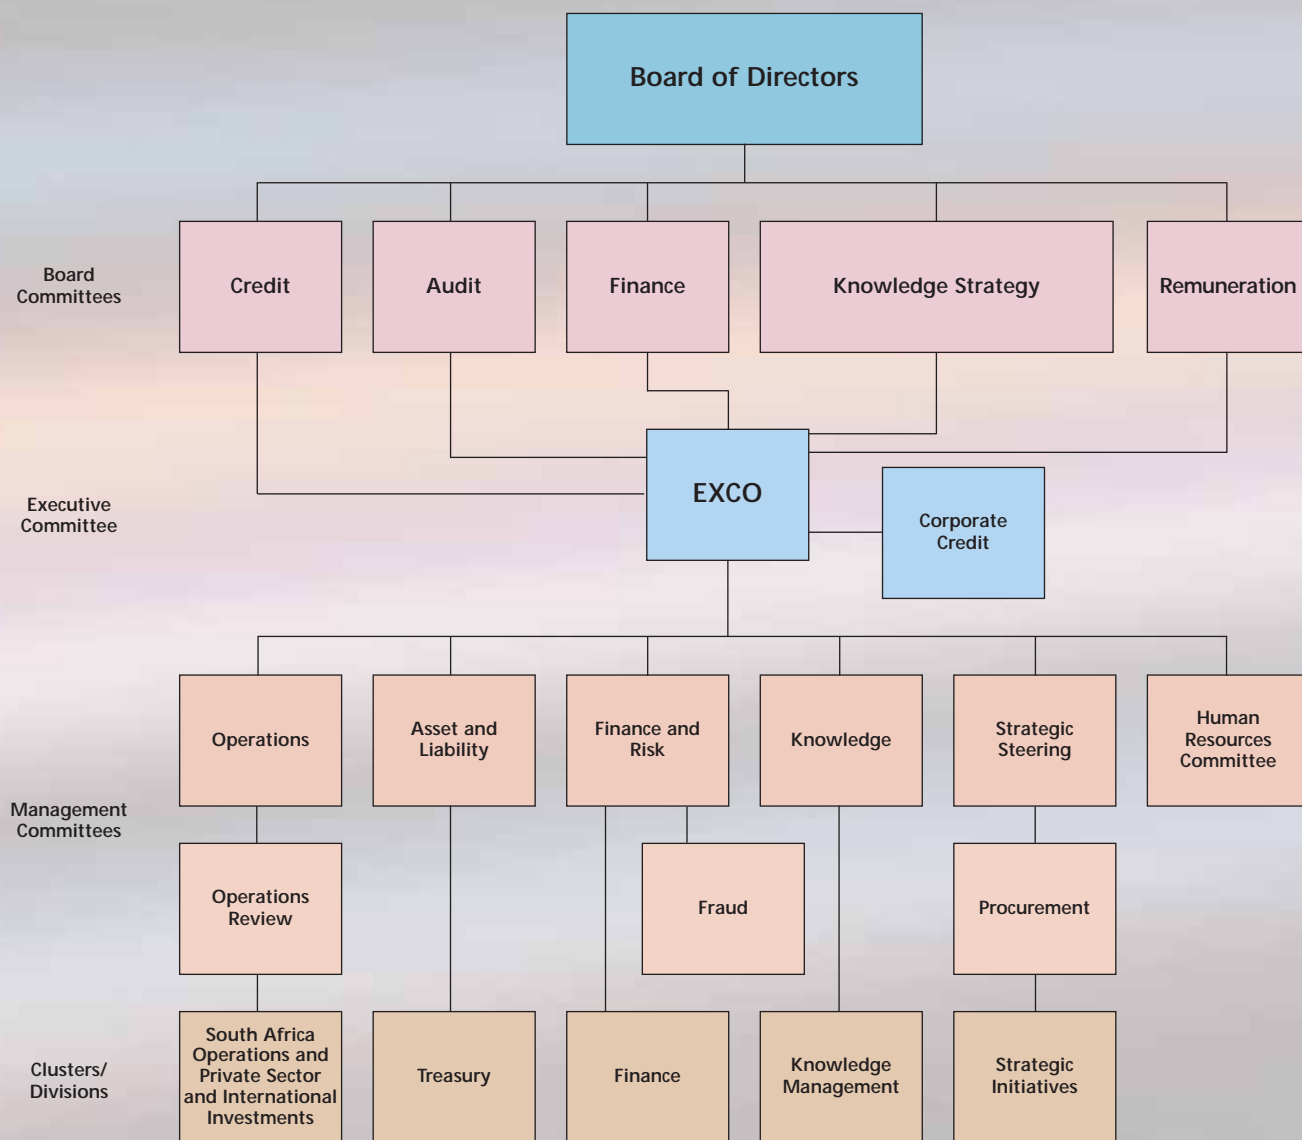 Board of Directors
Board
Committees
Credit
Audit
Finance
Knowledge Strategy
Remuneration
Executive
Committee
EXCO
Corporate
Credit
Management
Committees
Operations
Asset and
Liability
Finance and
Risk
Knowledge
Strategic
Steering
Human
Resources
Committee
Operations
Review
Fraud
Procurement
Clusters/
Divisions
South Africa
Operations and
Private Sector
and International
Investments
Treasury
Finance
Knowledge
Management
Strategic
Initiatives